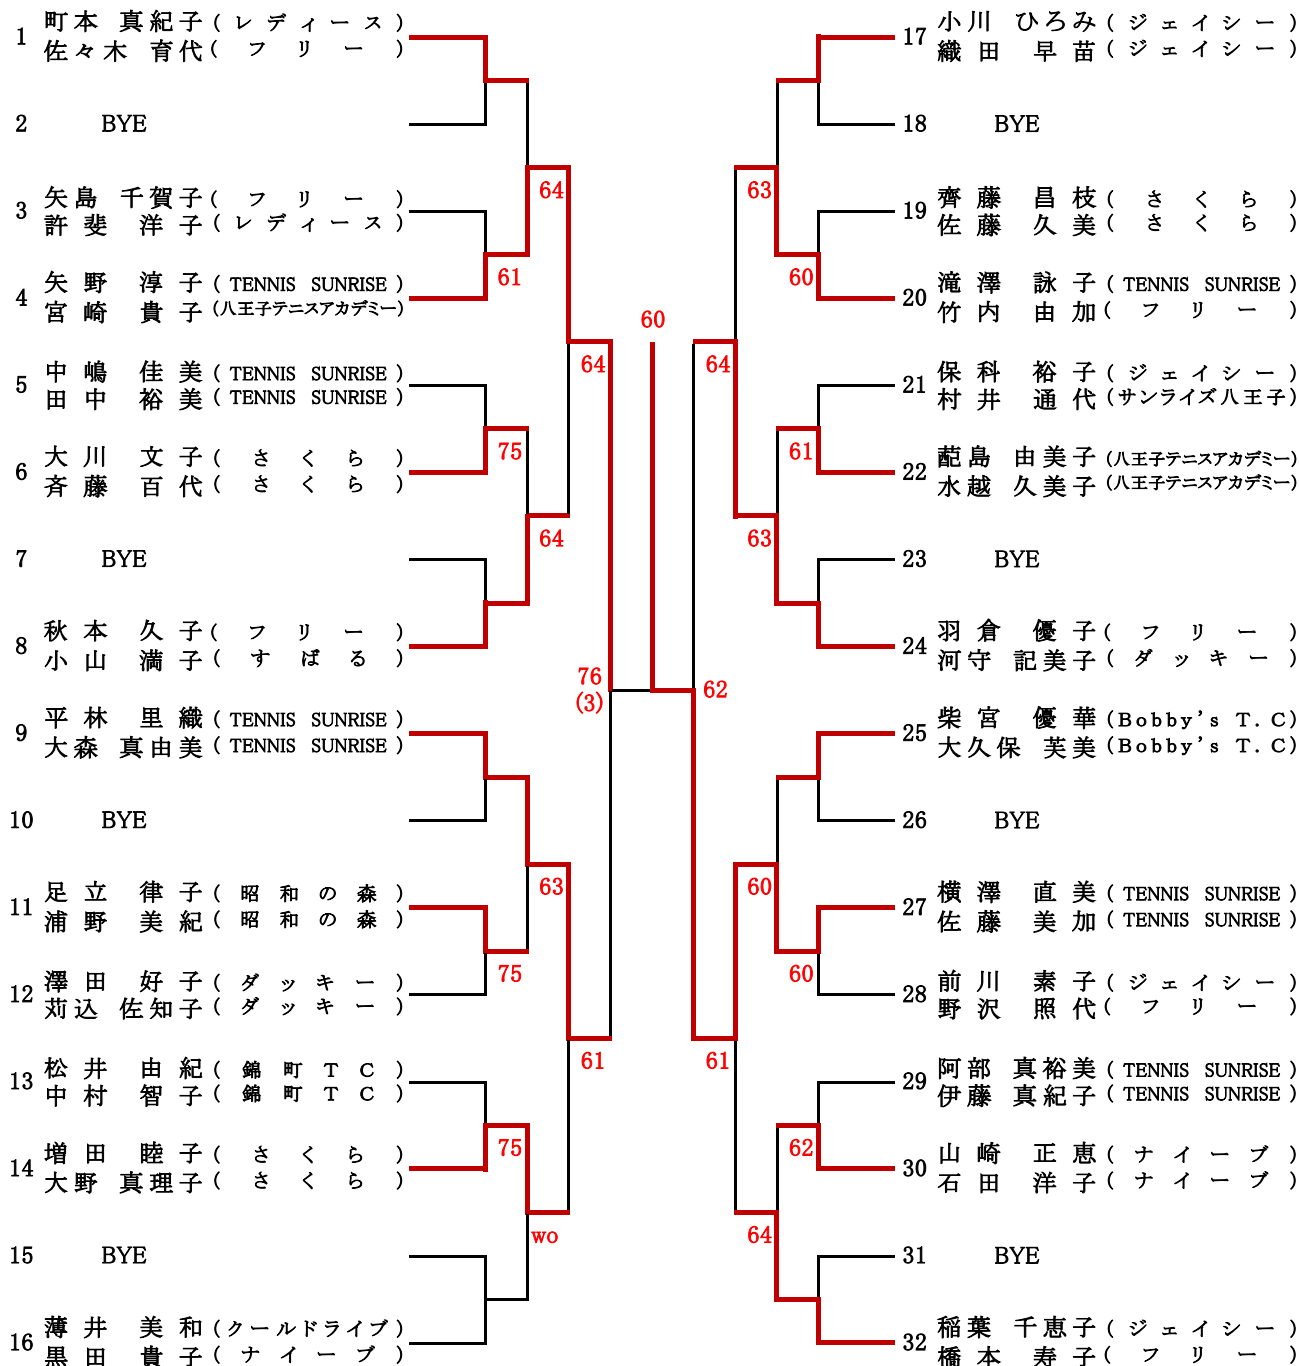 1 町本 真紀子 ( レディース )
佐々木 育代 ( フリー )
2 BYE
3 矢島 千賀子 ( フリー )
許斐 洋子 ( レディース )
4 矢野 淳子 ( TENNIS SUNRISE )
宮崎 貴子 (八王子テニスアカデミー)
5 中嶋 佳美 ( TENNIS SUNRISE )
田中 裕美 ( TENNIS SUNRISE )
6 大川 文子 ( さくら )
斉藤 百代 ( さくら )
7 BYE
8 秋本 久子 ( フリー )
小山 満子 ( すばる )
9 平林 里織 ( TENNIS SUNRISE )
大森 真由美 ( TENNIS SUNRISE )
10 BYE
11 足立 律子 ( 昭和の森 )
浦野 美紀 ( 昭和の森 )
12 澤田 好子 ( ダッキー )
苅込 佐知子 ( ダッキー )
13 松井 由紀 ( 錦町TC )
中村 智子 ( 錦町TC )
14 増田 睦子 ( さくら )
大野 真理子 ( さくら )
15 BYE
16 薄井 美和 ( クールドライブ )
黒田 貴子 ( ナイーブ )
61
75
75
75
64
64
63
wo
64
61
76
(3)
60
62
64
61
63
63
60
64
60
61
60
62
17 小川 ひろみ ( ジェイシー )
織田 早苗 ( ジェイシー )
18 BYE
19 齊藤 昌枝 ( さくら )
佐藤 久美 ( さくら )
20 滝澤 詠子 ( TENNIS SUNRISE )
竹内 由加 ( フリー )
21 保科 裕子 ( ジェイシー )
村井 通代 (サンライズ八王子)
22 蓜島 由美子 (八王子テニスアカデミー)
水越 久美子 (八王子テニスアカデミー)
23 BYE
24 羽倉 優子 ( フリー )
河守 記美子 ( ダッキー )
25 柴宮 優華 (Bobby's T.C)
大久保 芙美 (Bobby's T.C)
26 BYE
27 横澤 直美 ( TENNIS SUNRISE )
佐藤 美加 ( TENNIS SUNRISE )
28 前川 素子 ( ジェイシー )
野沢 照代 ( フリー )
29 阿部 真裕美 ( TENNIS SUNRISE )
伊藤 真紀子 ( TENNIS SUNRISE )
30 山崎 正恵 ( ナイーブ )
石田 洋子 ( ナイーブ )
31 BYE
32 稲葉 千恵子 ( ジェイシー )
橋本 寿子 ( フリー )